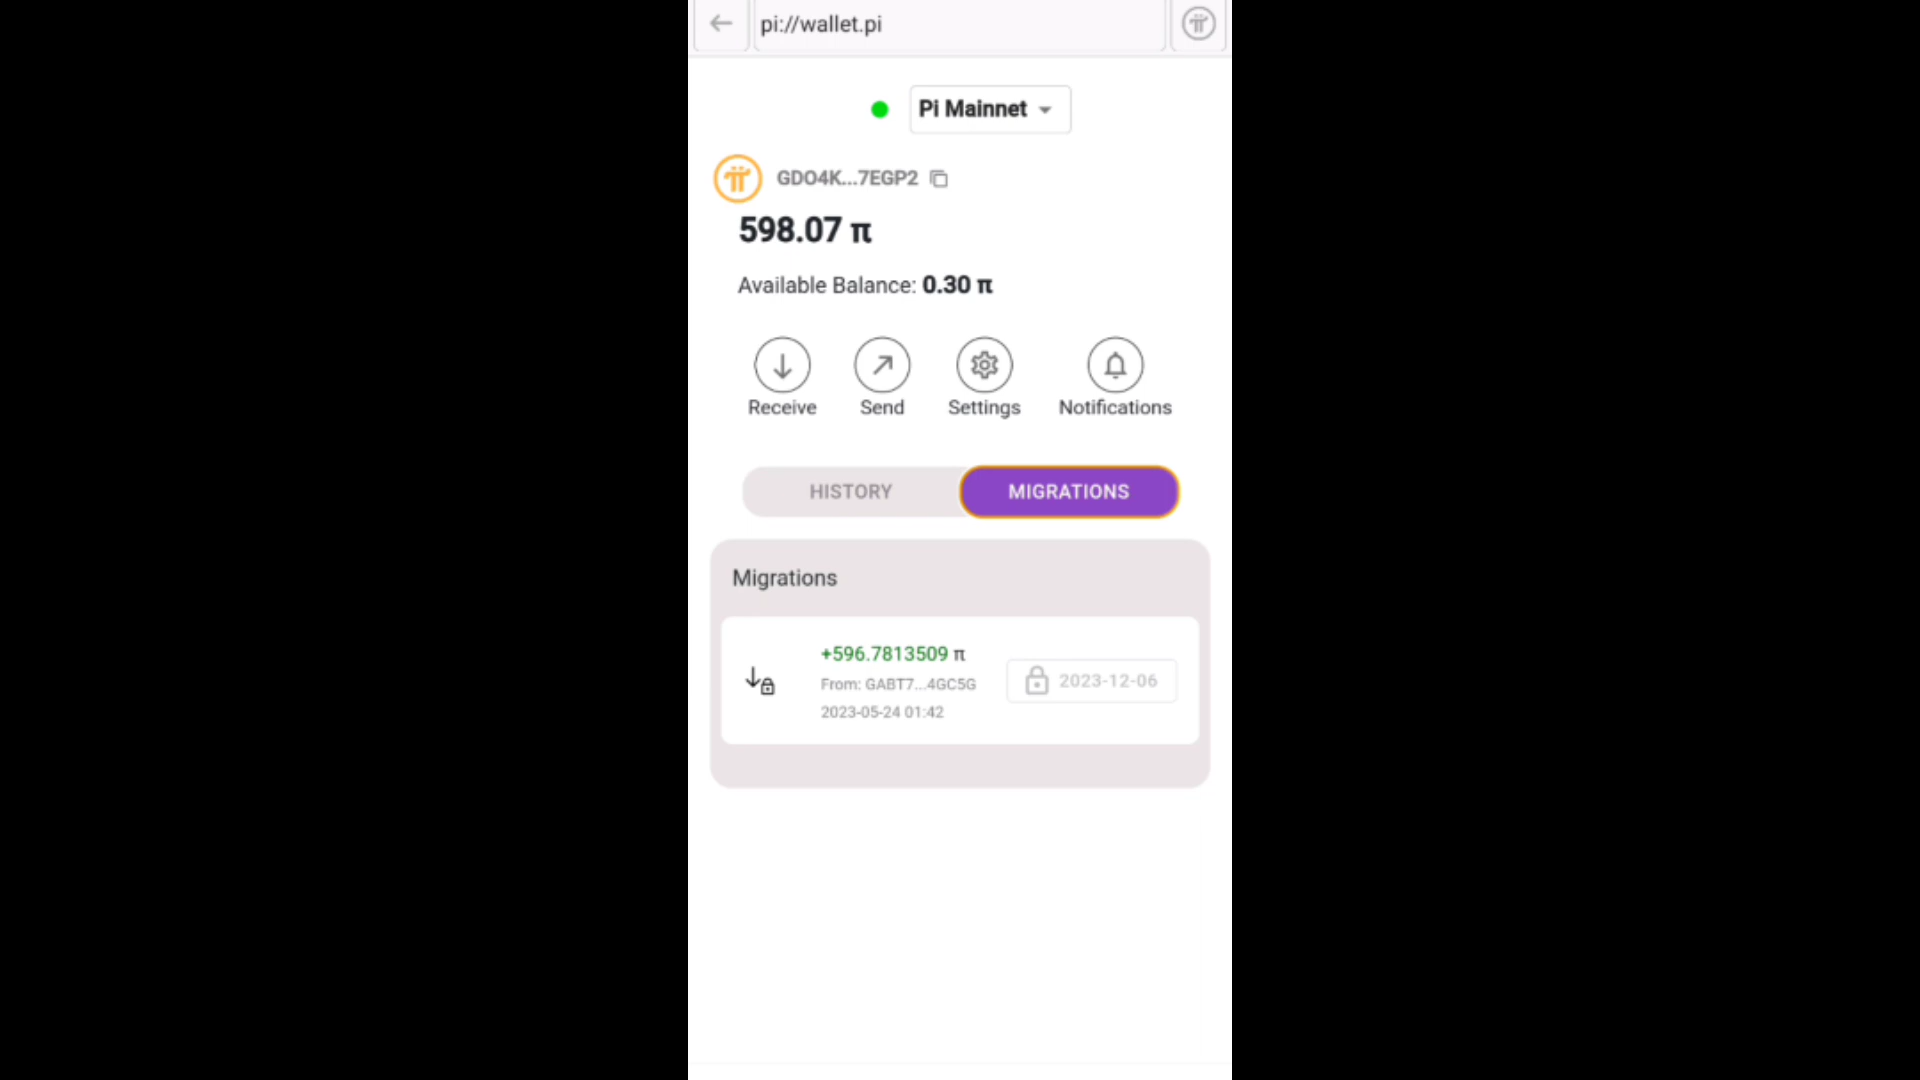 pi://wallet.pi
Pi Mainnet
GDO4K...7EGP2
598.07 π
Available Balance: 0.30 π
Receive Send Settings Notifications
HISTORY MIGRATIONS
Migrations
+596.7813509 π
From: GABT7...4GC5G
2023-05-24 01:42
2023-12-06